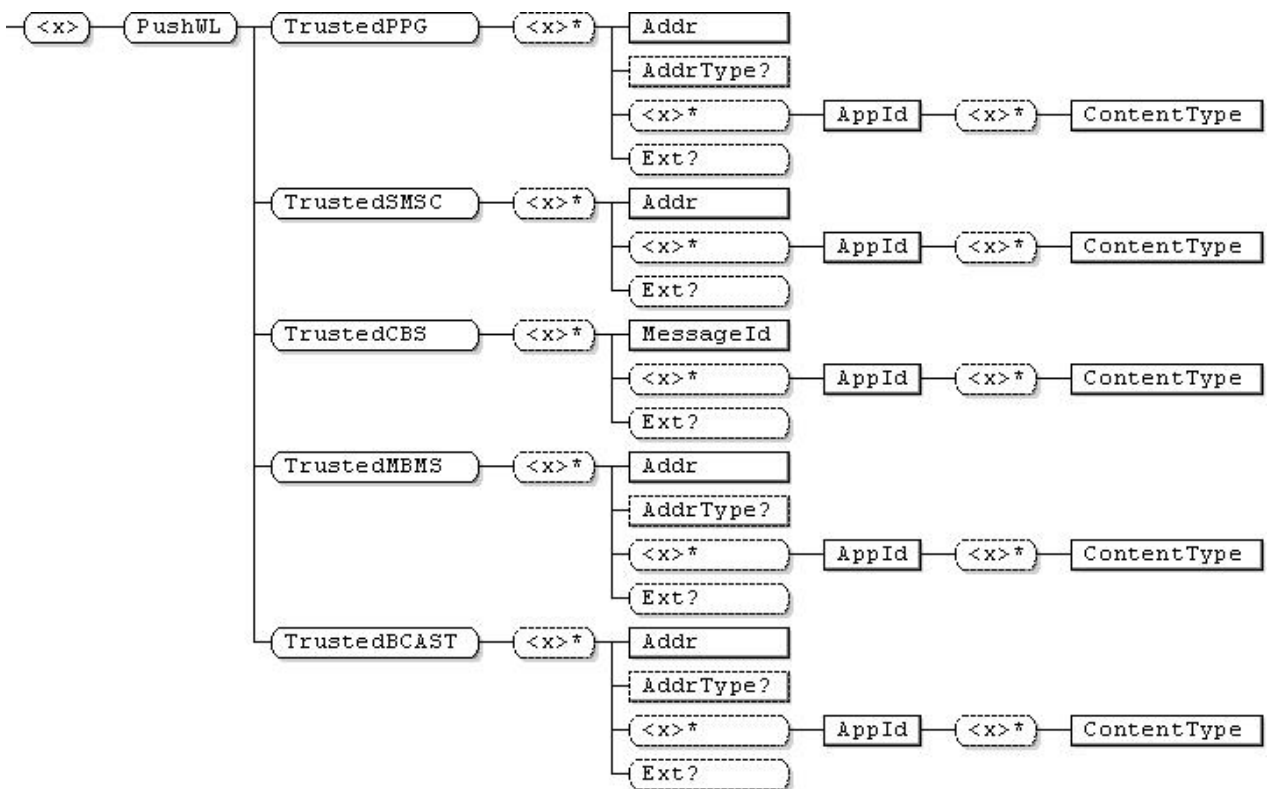 <x> PushWL TrustedPPG <x>* Addr
AddrType?
<x>* AppId <x>* ContentType
Ext?
TrustedSMSC <x>* Addr
<x>* AppId <x>* ContentType
Ext?
TrustedCBS <x>* MessageId
<x>* AppId <x>* ContentType
Ext?
TrustedMBMS <x>* Addr
AddrType?
<x>* AppId <x>* ContentType
Ext?
TrustedBCAST <x>* Addr
AddrType?
<x>* AppId <x>* ContentType
Ext?